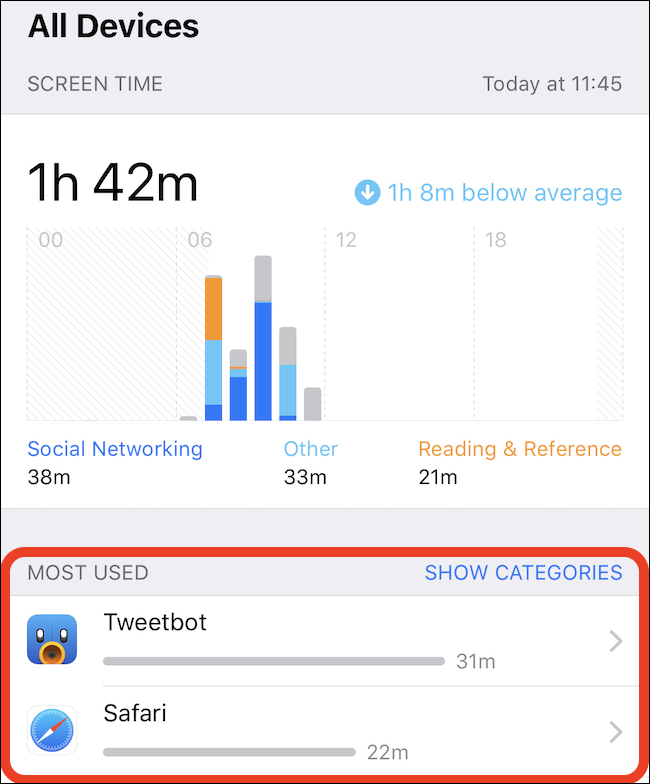 All Devices
SCREEN TIME Today at 11:45
1h 42m
1h 8m below average
00 06 12 18
Social Networking Other Reading & Reference
38m 33m 21m
MOST USED SHOW CATEGORIES
Tweetbot
31m
Safari
22m